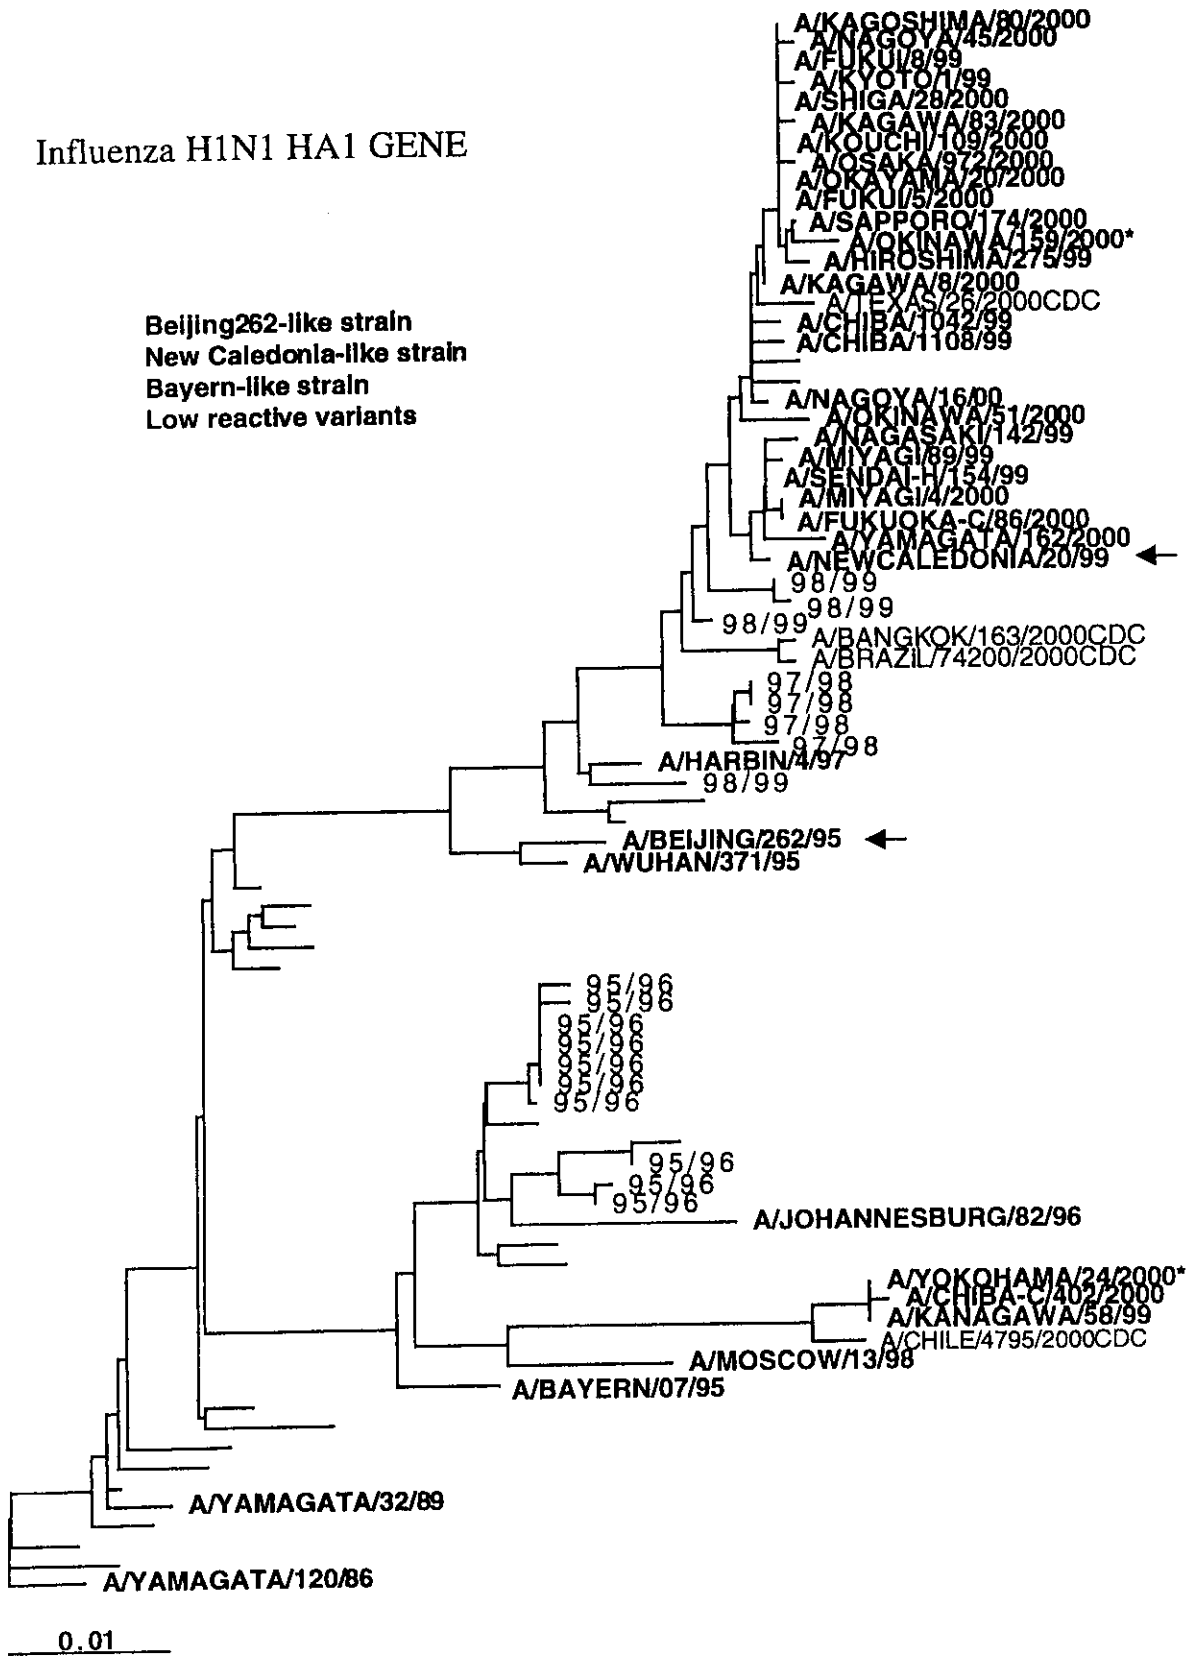 A/KAGOSHIMA/80/2000
A/NAGOYA/45/2000
A/FUKUI/8/99
A/KYOTO/1/99
A/SHIGA/28/2000
A/KAGAWA/83/2000
A/KOUCHI/109/2000
A/OSAKA/972/2000
A/OKAYAMA/20/2000
A/FUKUI/5/2000
A/SAPPORO/174/2000
A/OKINAWA/159/2000*
A/HIROSHIMA/275/99
A/KAGAWA/8/2000
A/TEXAS/26/2000CDC
A/CHIBA/1042/99
A/CHIBA/1108/99
A/NAGOYA/16/00
A/OKINAWA/51/2000
A/NAGASAKI/142/99
A/MIYAGI/89/99
A/SENDAI-H/154/99
A/MIYAGI/4/2000
A/FUKUOKA-C/86/2000
A/YAMAGATA/162/2000
A/NEWCALEDONIA/20/99
98/99
98/99
98/99
A/BANGKOK/163/2000CDC
A/BRAZIL/74200/2000CDC
97/98
97/98
97/98
97/98
A/HARBIN/4/97
98/99
A/BEIJING/262/95
A/WUHAN/371/95
Influenza H1N1 HA1 GENE
Beijing262-like strain
New Caledonia-like strain
Bayern-like strain
Low reactive variants
95/96
95/96
95/96
95/96
95/96
95/96
95/96
95/96
95/96
95/96
A/JOHANNESBURG/82/96
A/YOKOHAMA/24/2000*
A/CHIBA-C/402/2000
A/KANAGAWA/58/99
A/CHILE/4795/2000CDC
A/MOSCOW/13/98
A/BAYERN/07/95
A/YAMAGATA/32/89
A/YAMAGATA/120/86
0.01